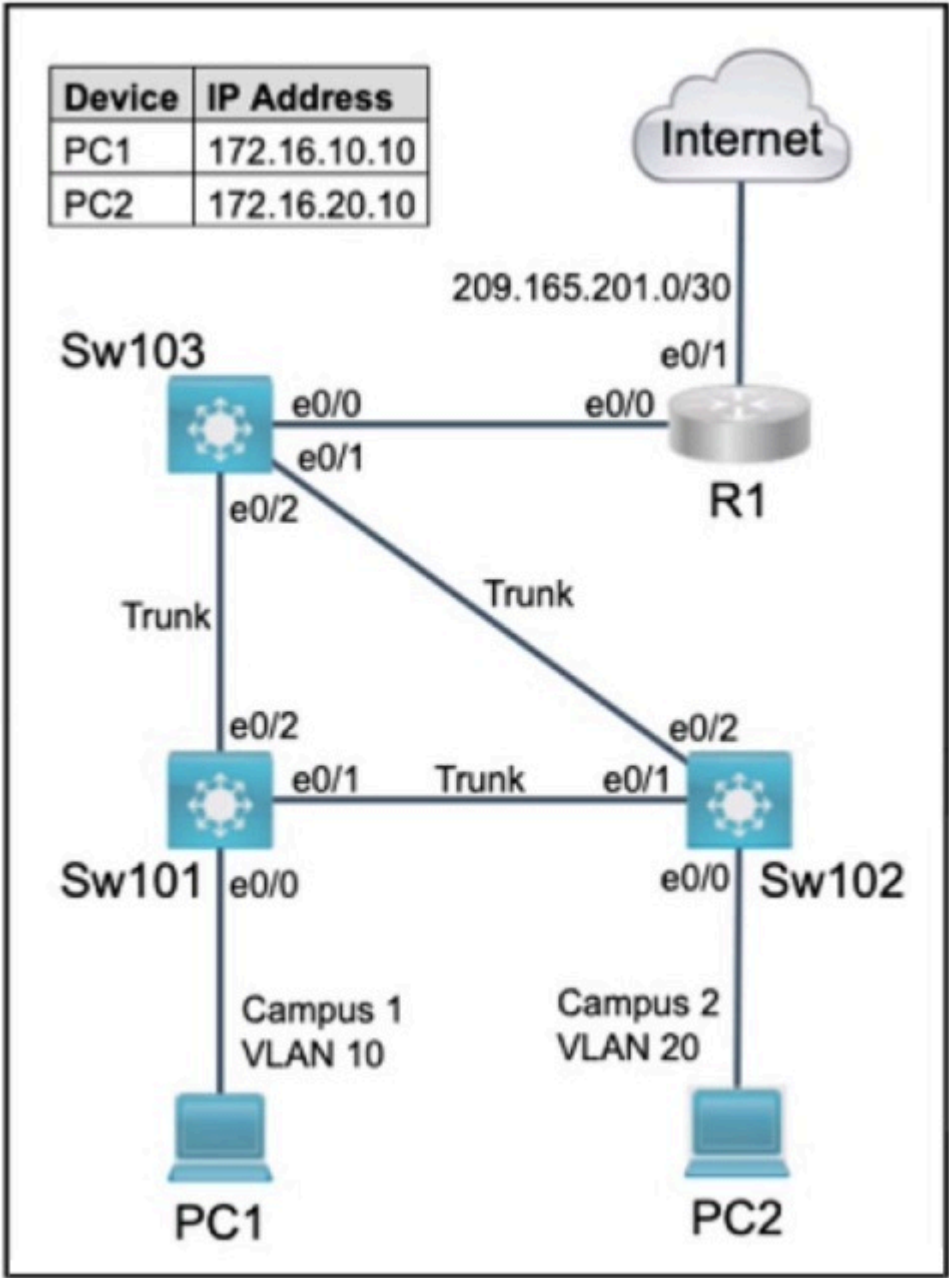 Device IP Address
PC1 172.16.10.10
PC2 172.16.20.10
Internet
209.165.201.0/30
e0/1
Sw103
e0/0
e0/0
e0/1
R1
e0/2
Trunk
Trunk
e0/2
e0/2
e0/1
Trunk
e0/1
Sw101
e0/0
e0/0
Sw102
Campus 1
VLAN 10
Campus 2
VLAN 20
PC1
PC2